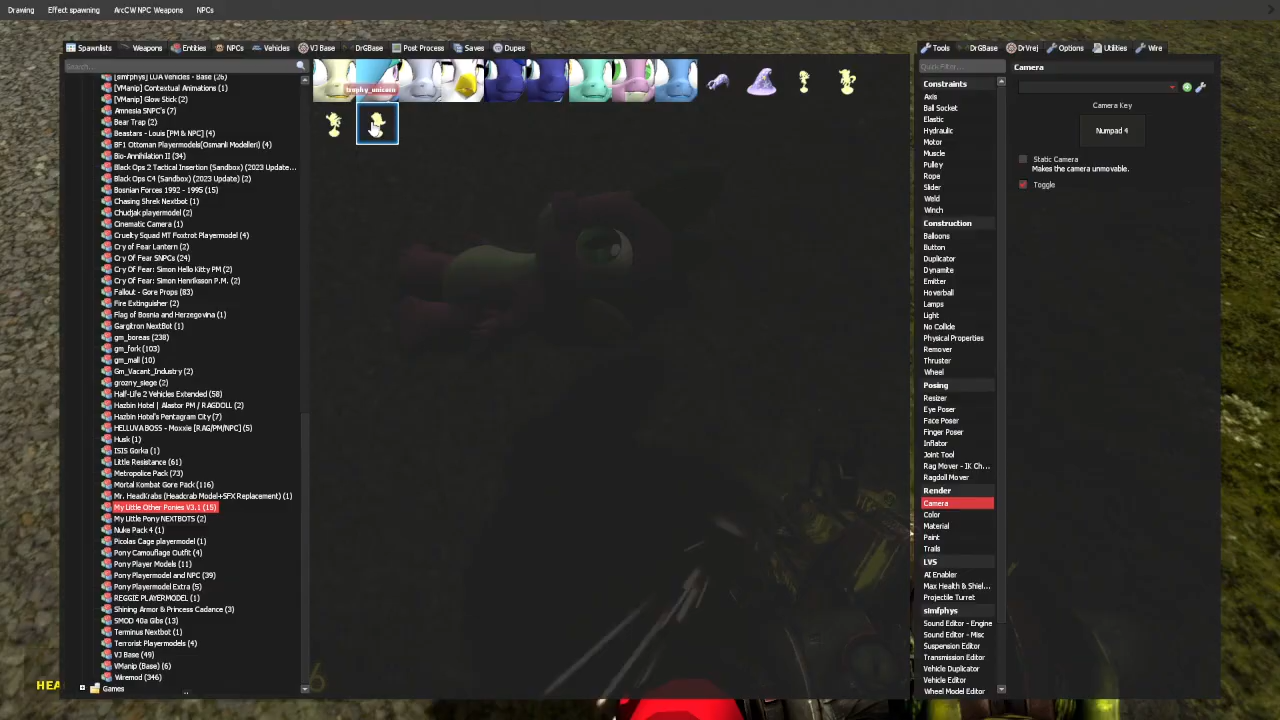 Drawing Effect spawning ArcCW NPC Weapons NPCs
Spawnlists Weapons Entities NPCs Vehicles VJ Base DrGBase Post Process Saves Dupes
Search...
[simfphys] LUA Vehicles - Base (26)
[VManip] Contextual Animations (1)
[VManip] Glow Stick (2)
Amnesia SNPC's (7)
Bear Trap (2)
Beastars - Louis [PM & NPC] (4)
BF1 Ottoman Playermodels(Osmanli Modelleri) (4)
Bio-Annihilation II (34)
Black Ops 2 Tactical Insertion (Sandbox) (2023 Update...
Black Ops C4 (Sandbox) (2023 Update) (2)
Bosnian Forces 1992 - 1995 (15)
Chasing Shrek Nextbot (1)
Chudjak playermodel (2)
Cinematic Camera (1)
Cruelty Squad MT Foxtrot Playermodel (4)
Cry of Fear Lantern (2)
Cry of Fear SNPCs (24)
Cry Of Fear: Simon Hello Kitty PM (2)
Cry Of Fear: Simon Henriksson P.M. (2)
Fallout - Gore Props (83)
Fire Extinguisher (2)
Flag of Bosnia and Herzegovina (1)
Gargitron NextBot (1)
gm_boreas (238)
gm_fork (103)
gm_mall (10)
Gm_Vacant_Industry (2)
grozny_siege (2)
Half-Life 2 Vehicles Extended (58)
Hazbin Hotel | Alastor PM / RAGDOLL (2)
Hazbin Hotel's Pentagram City (7)
HELLUVA BOSS - Moxxie [RAG/PM/NPC] (5)
Husk (1)
ISIS Gorka (1)
Little Resistance (61)
Metropolice Pack (73)
Mortal Kombat Gore Pack (116)
Mr. HeadKrabs (Headcrab Model+SFX Replacement) (1)
My Little Other Ponies V3.1 (15)
My Little Pony NEXTBOTS (2)
Nuke Pack 4 (1)
Picolas Cage playermodel (1)
Pony Camouflage Outfit (4)
Pony Player Models (11)
Pony Playermodel and NPC (39)
Pony Playermodel Extra (5)
REGGIE PLAYERMODEL (1)
Shining Armor & Princess Cadance (3)
SMOD 40a Gibs (13)
Terminus Nextbot (1)
Terrorist Playermodels (4)
VJ Base (49)
VManip (Base) (6)
Wiremod (346)
Games
trophy_unicorn
HEA
Tools DrGBase DrVrej Options Utilities Wire
Quick Filter...
Constraints
Axis
Ball Socket
Elastic
Hydraulic
Motor
Muscle
Pulley
Rope
Slider
Weld
Winch
Construction
Balloons
Button
Duplicator
Dynamite
Emitter
Hoverball
Lamps
Light
No Collide
Physical Properties
Remover
Thruster
Wheel
Posing
Resizer
Eye Poser
Face Poser
Finger Poser
Inflator
Joint Tool
Rag Mover - IK Ch...
Ragdoll Mover
Render
Camera
Color
Material
Paint
Trails
LVS
AI Enabler
Max Health & Shiel...
Projectile Turret
simfphys
Sound Editor - Engine
Sound Editor - Misc
Suspension Editor
Transmission Editor
Vehicle Duplicator
Vehicle Editor
Wheel Model Editor
Camera
Camera Key
Numpad 4
Static Camera
Makes the camera unmovable.
Toggle